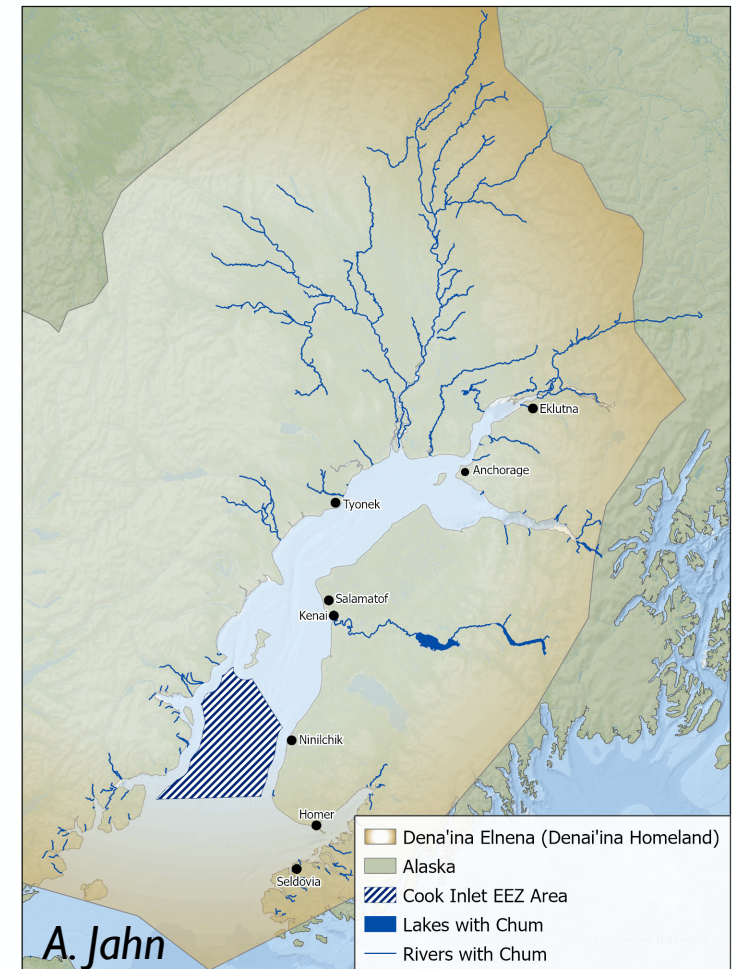 Eklutna
Anchorage
Tyonek
Salamatof
Kenai
Ninilchik
Homer
Seldovia
A. Jahn
Dena'ina Elnena (Denai'ina Homeland)
Alaska
Cook Inlet EEZ Area
Lakes with Chum
Rivers with Chum